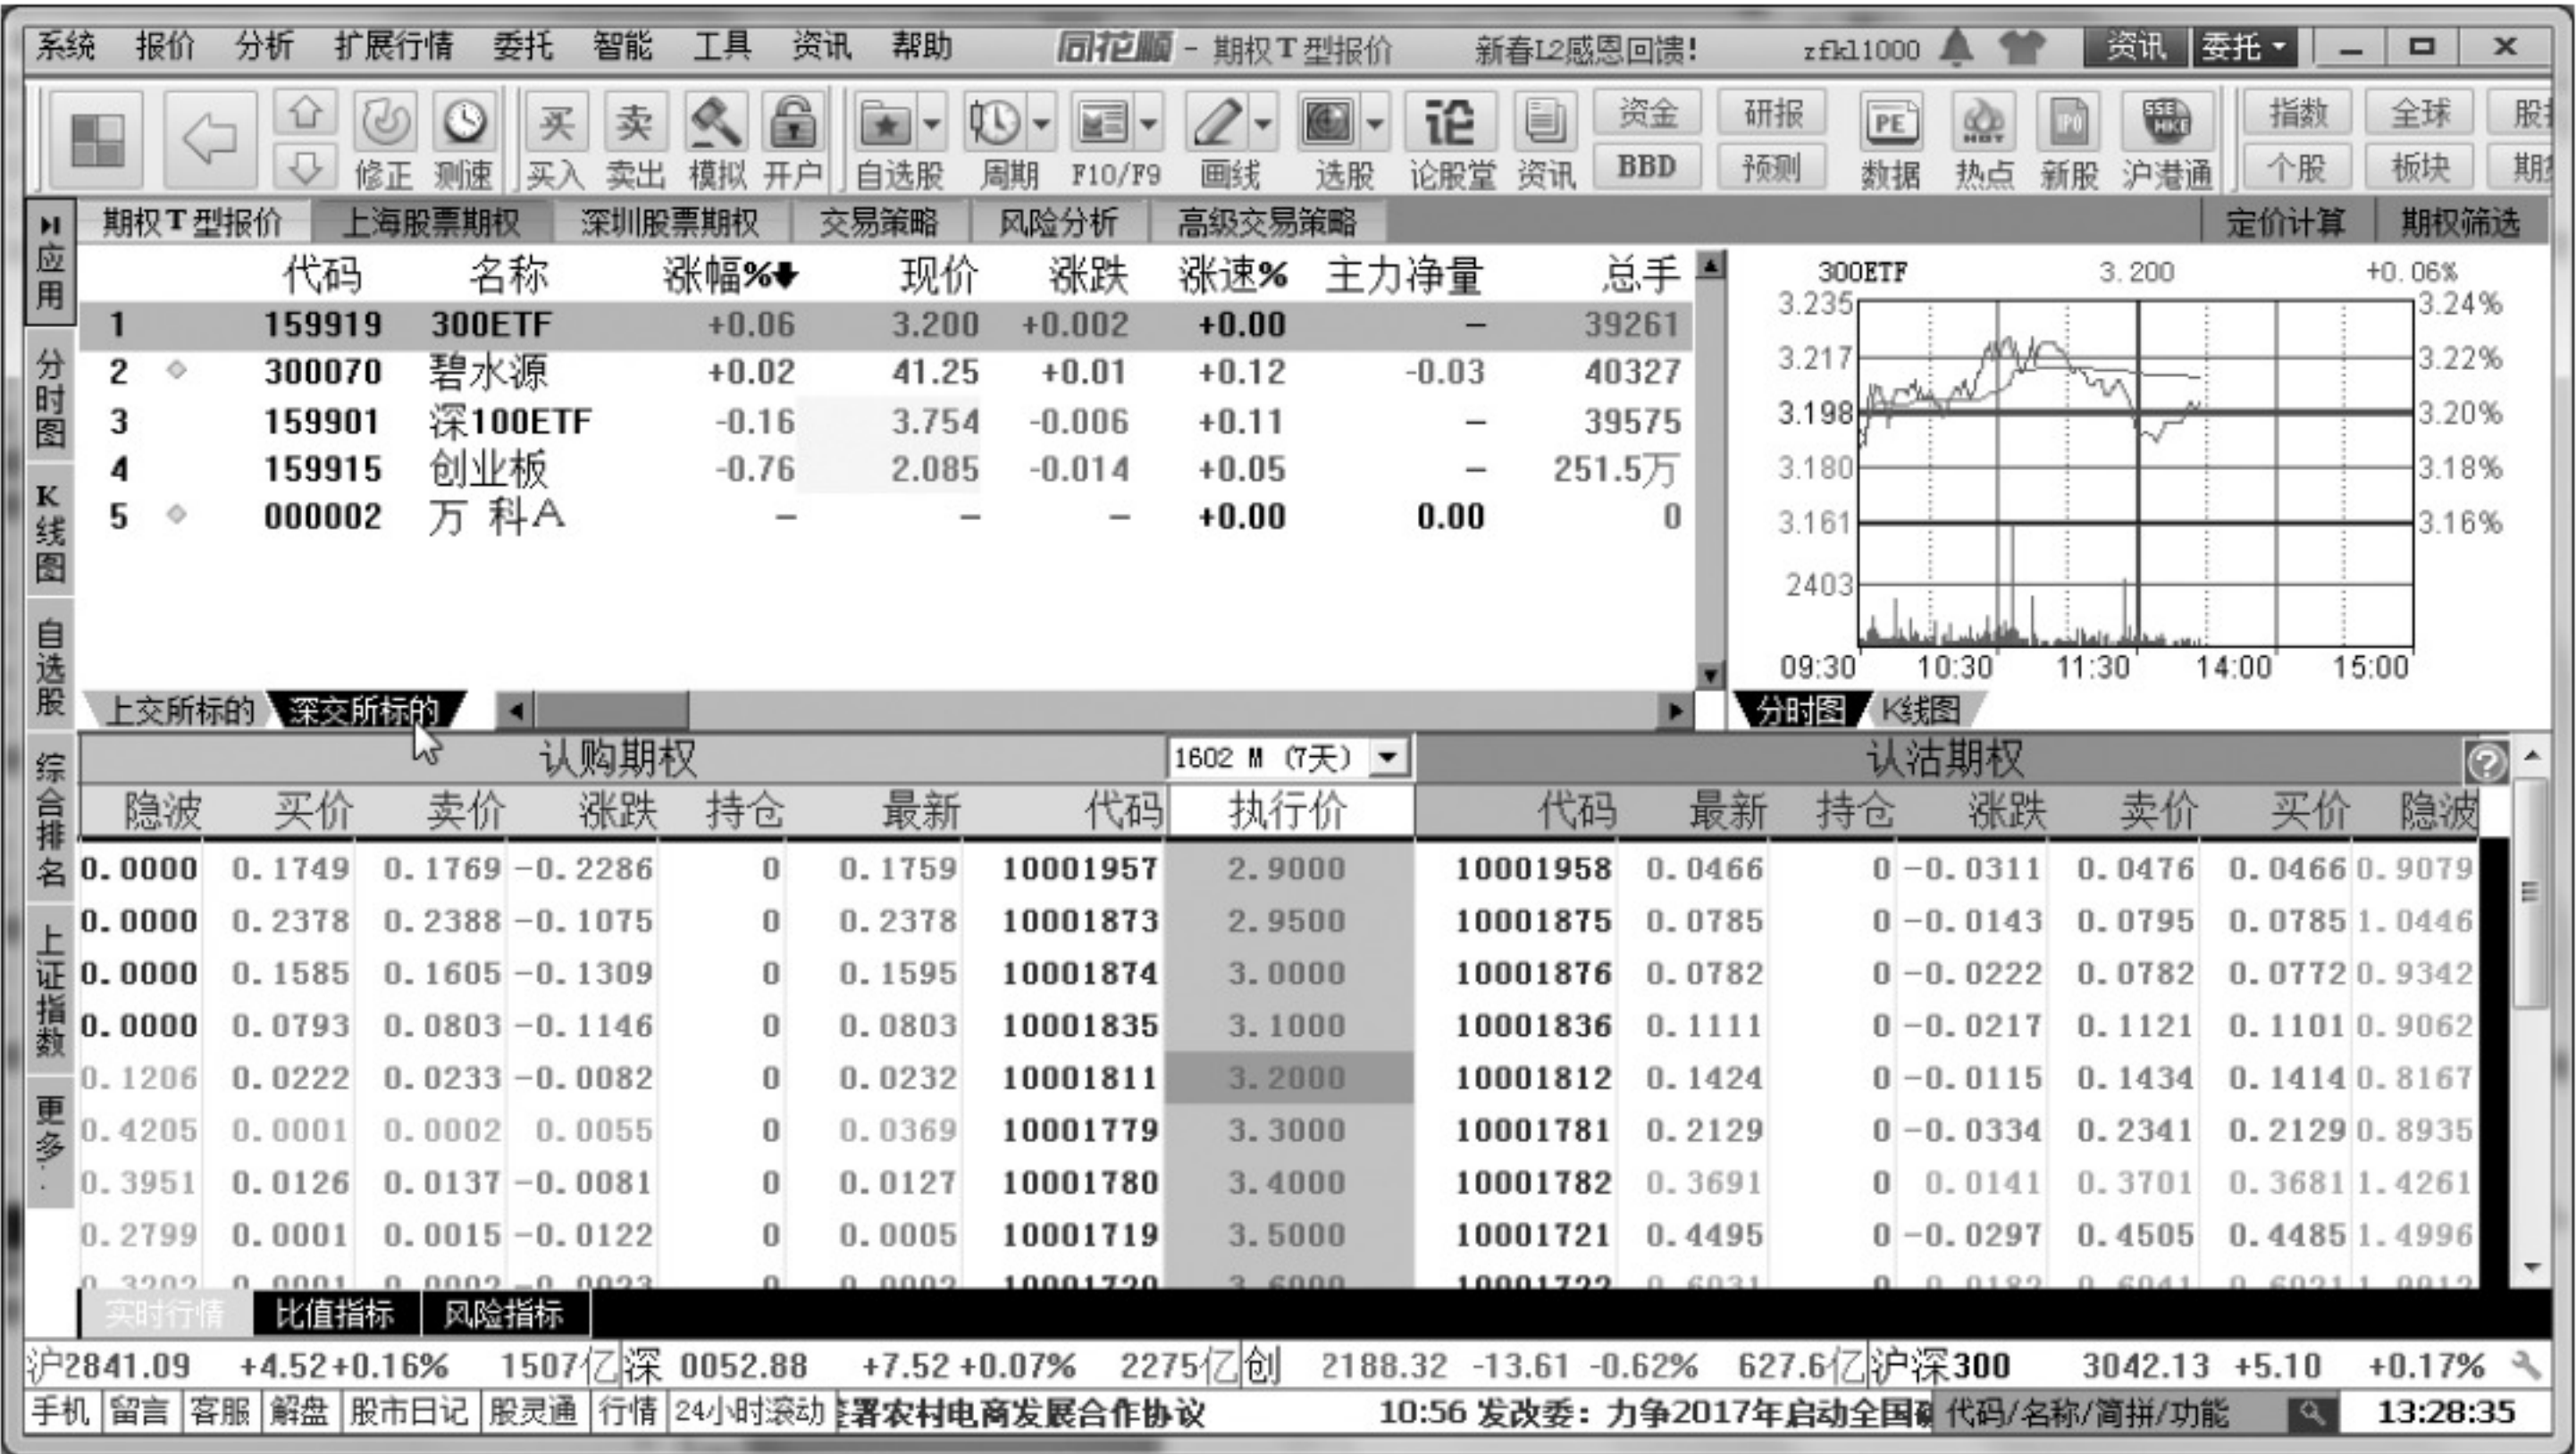 系统 报价 分析 扩展行情 委托 智能 工具 资讯 帮助 同花顺 - 期权T型报价 新春L2感恩回馈! zfkl1000 资讯 委托
资金 研报 指数 全球
买 卖 论 PE HOT IPO SSE HKE
修正 测速 买入 卖出 模拟 开户 自选股 周期 F10/F9 画线 选股 论股堂 资讯 BBD 预测 数据 热点 新股 沪港通 个股 板块
期权T型报价 上海股票期权 深圳股票期权 交易策略 风险分析 高级交易策略 定价计算 期权筛选
应用
分时图
K线图
自选股
综合排名
上证指数
更多
代码 名称 涨幅% 现价 涨跌 涨速% 主力净量 总手
1 159919 300ETF +0.06 3.200 +0.002 +0.00 — 39261
2 300070 碧水源 +0.02 41.25 +0.01 +0.12 -0.03 40327
3 159901 深100ETF -0.16 3.754 -0.006 +0.11 — 39575
4 159915 创业板 -0.76 2.085 -0.014 +0.05 — 251.5万
5 000002 万 科A — — — +0.00 0.00 0
300ETF 3.200 +0.06%
3.235 3.24%
3.217 3.22%
3.198 3.20%
3.180 3.18%
3.161 3.16%
2403
09:30 10:30 11:30 14:00 15:00
上交所标的 深交所标的 分时图 K线图
认购期权 1602 M (7天) 认沽期权
隐波 买价 卖价 涨跌 持仓 最新 代码 执行价 代码 最新 持仓 涨跌 卖价 买价 隐波
0.0000 0.1749 0.1769 -0.2286 0 0.1759 10001957 2.9000 10001958 0.0466 0 -0.0311 0.0476 0.0466 0.9079
0.0000 0.2378 0.2388 -0.1075 0 0.2378 10001873 2.9500 10001875 0.0785 0 -0.0143 0.0795 0.0785 1.0446
0.0000 0.1585 0.1605 -0.1309 0 0.1595 10001874 3.0000 10001876 0.0782 0 -0.0222 0.0782 0.0772 0.9342
0.0000 0.0793 0.0803 -0.1146 0 0.0803 10001835 3.1000 10001836 0.1111 0 -0.0217 0.1121 0.1101 0.9062
0.1206 0.0222 0.0233 -0.0082 0 0.0232 10001811 3.2000 10001812 0.1424 0 -0.0115 0.1434 0.1414 0.8167
0.4205 0.0001 0.0002 0.0055 0 0.0369 10001779 3.3000 10001781 0.2129 0 -0.0334 0.2341 0.2129 0.8935
0.3951 0.0126 0.0137 -0.0081 0 0.0127 10001780 3.4000 10001782 0.3691 0 0.0141 0.3701 0.3681 1.4261
0.2799 0.0001 0.0015 -0.0122 0 0.0005 10001719 3.5000 10001721 0.4495 0 -0.0297 0.4505 0.4485 1.4996
实时行情 比值指标 风险指标
沪2841.09 +4.52 +0.16% 1507亿 深 0052.88 +7.52 +0.07% 2275亿 创 2188.32 -13.61 -0.62% 627.6亿 沪深300 3042.13 +5.10 +0.17%
手机 留言 客服 解盘 股市日记 股灵通 行情 24小时滚动 署农村电商发展合作协议 10:56 发改委：力争2017年启动全国 代码/名称/简拼/功能 13:28:35